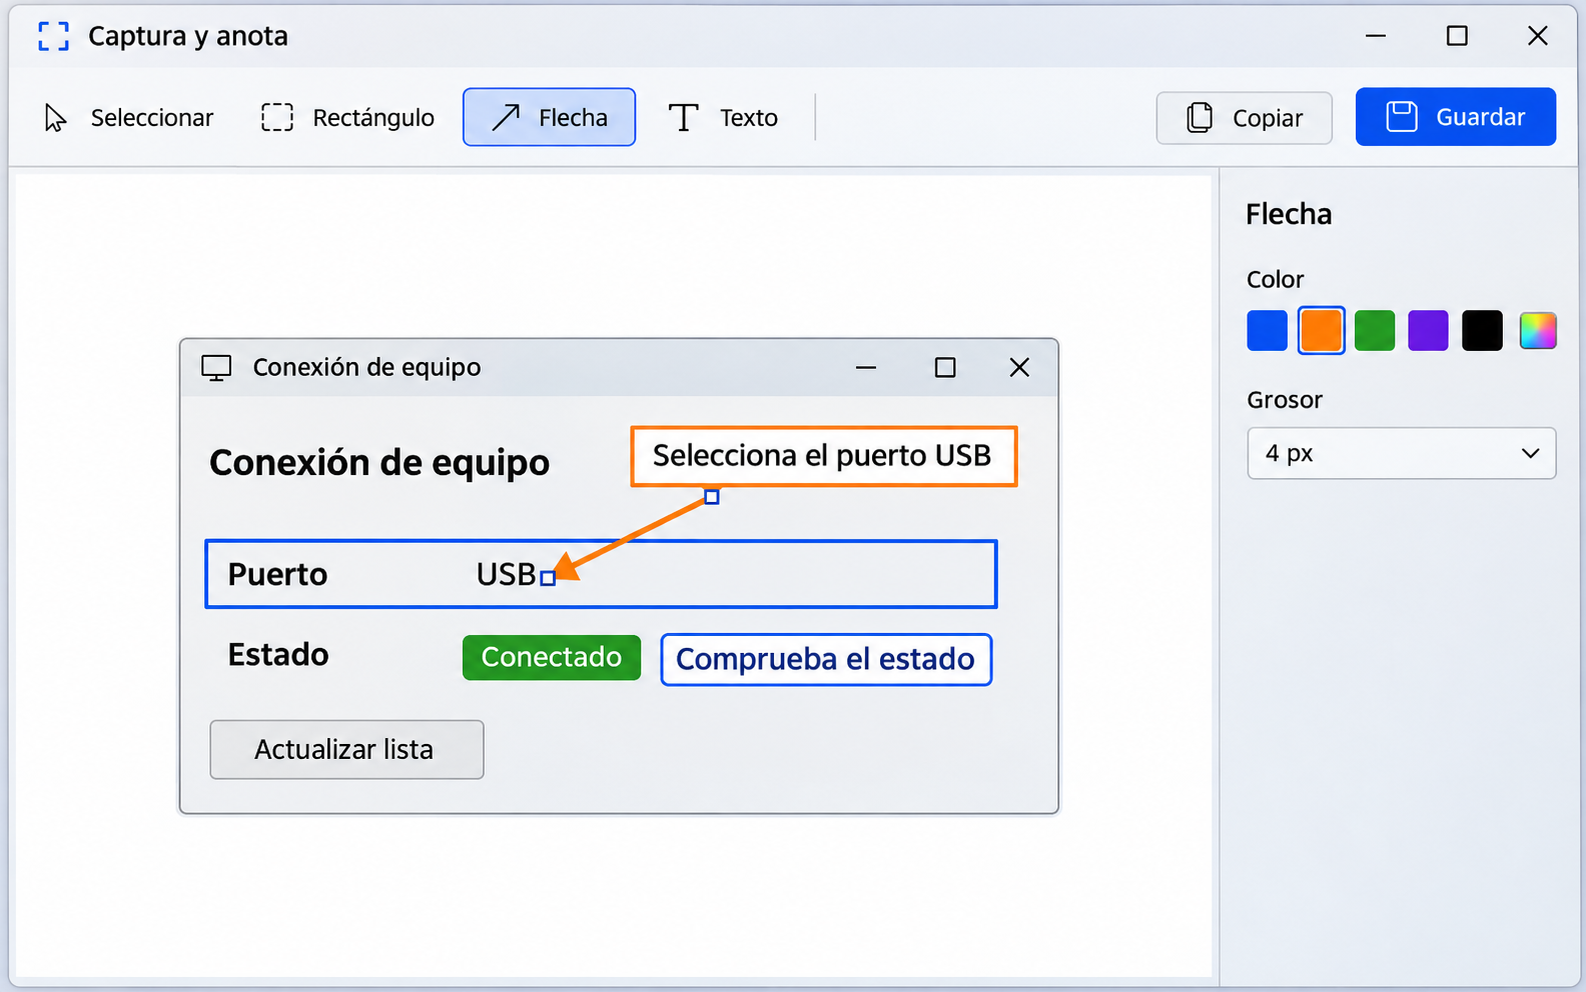 Captura y anota
Seleccionar
Rectángulo
Flecha
Texto
Copiar
Guardar
Flecha
Color
Grosor
4 px
Conexión de equipo
Conexión de equipo
Selecciona el puerto USB
Puerto
USB
Estado
Conectado
Comprueba el estado
Actualizar lista